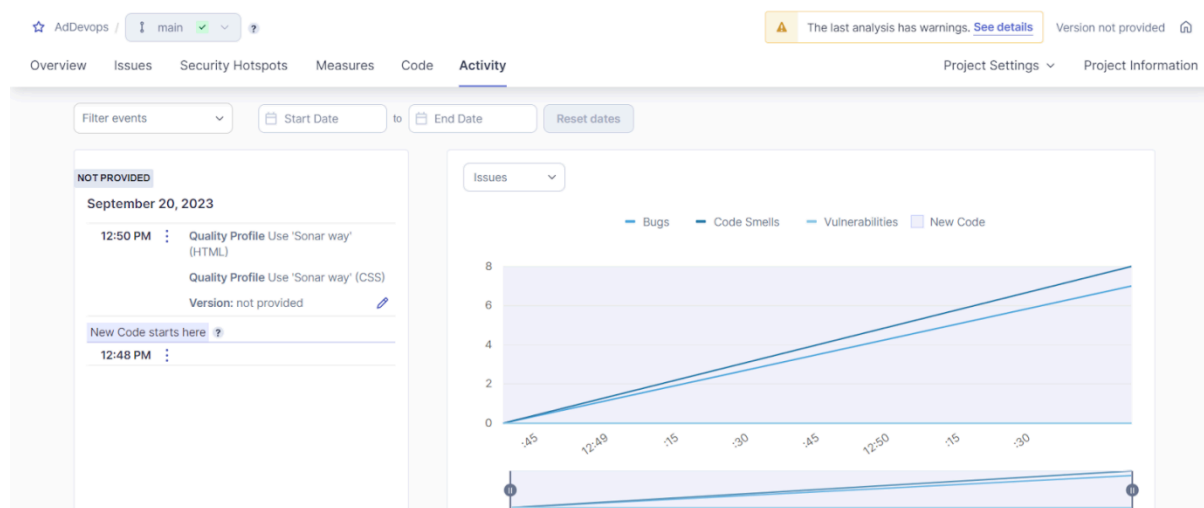 AdDevops / main ?
The last analysis has warnings. See details
Version not provided
Overview Issues Security Hotspots Measures Code Activity Project Settings Project Information
Filter events Start Date to End Date Reset dates
NOT PROVIDED
September 20, 2023
12:50 PM Quality Profile Use 'Sonar way'
(HTML)
Quality Profile Use 'Sonar way' (CSS)
Version: not provided
New Code starts here ?
12:48 PM
Issues
Bugs Code Smells Vulnerabilities New Code
8
6
4
2
0
:45 12:49 :15 :30 :45 12:50 :15 :30